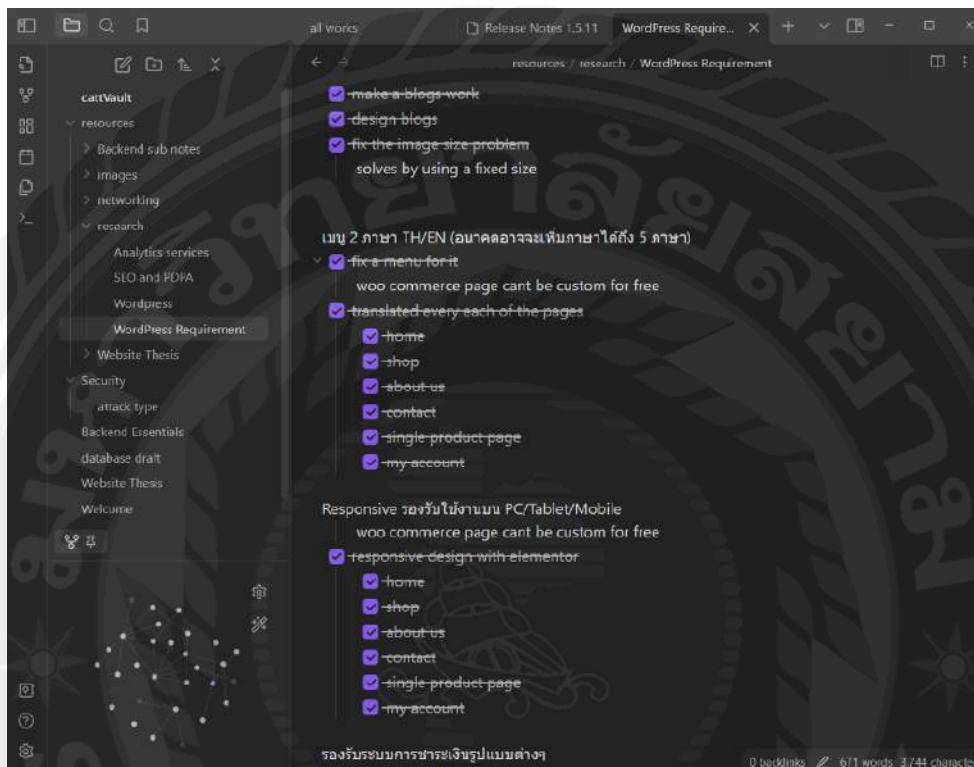 all works
Release Notes 1.5.11
WordPress Require...
resources / research / WordPress Requirement
cattVault
resources
Backend sub notes
images
networking
research
Analytics services
SEO and PDPA
Wordpress
WordPress Requirement
Website Thesis
Security
attack type
Backend Essentials
database draft
Website Thesis
Welcome
make a blogs work
design blogs
fix the image size problem
solves by using a fixed size
เมนู 2 ภาษา TH/EN (อนาคตอาจจะเพิ่มภาษาได้ถึง 5 ภาษา)
fix a menu for it
woo commerce page cant be custom for free
translated every each of the pages
home
shop
about us
contact
single product page
my account
Responsive รองรับใช้งานบน PC/Tablet/Mobile
woo commerce page cant be custom for free
responsive design with elementor
home
shop
about us
contact
single product page
my account
รองรับระบบการชำระเงินรูปแบบต่างๆ
0 backlinks
671 words 3,744 characte